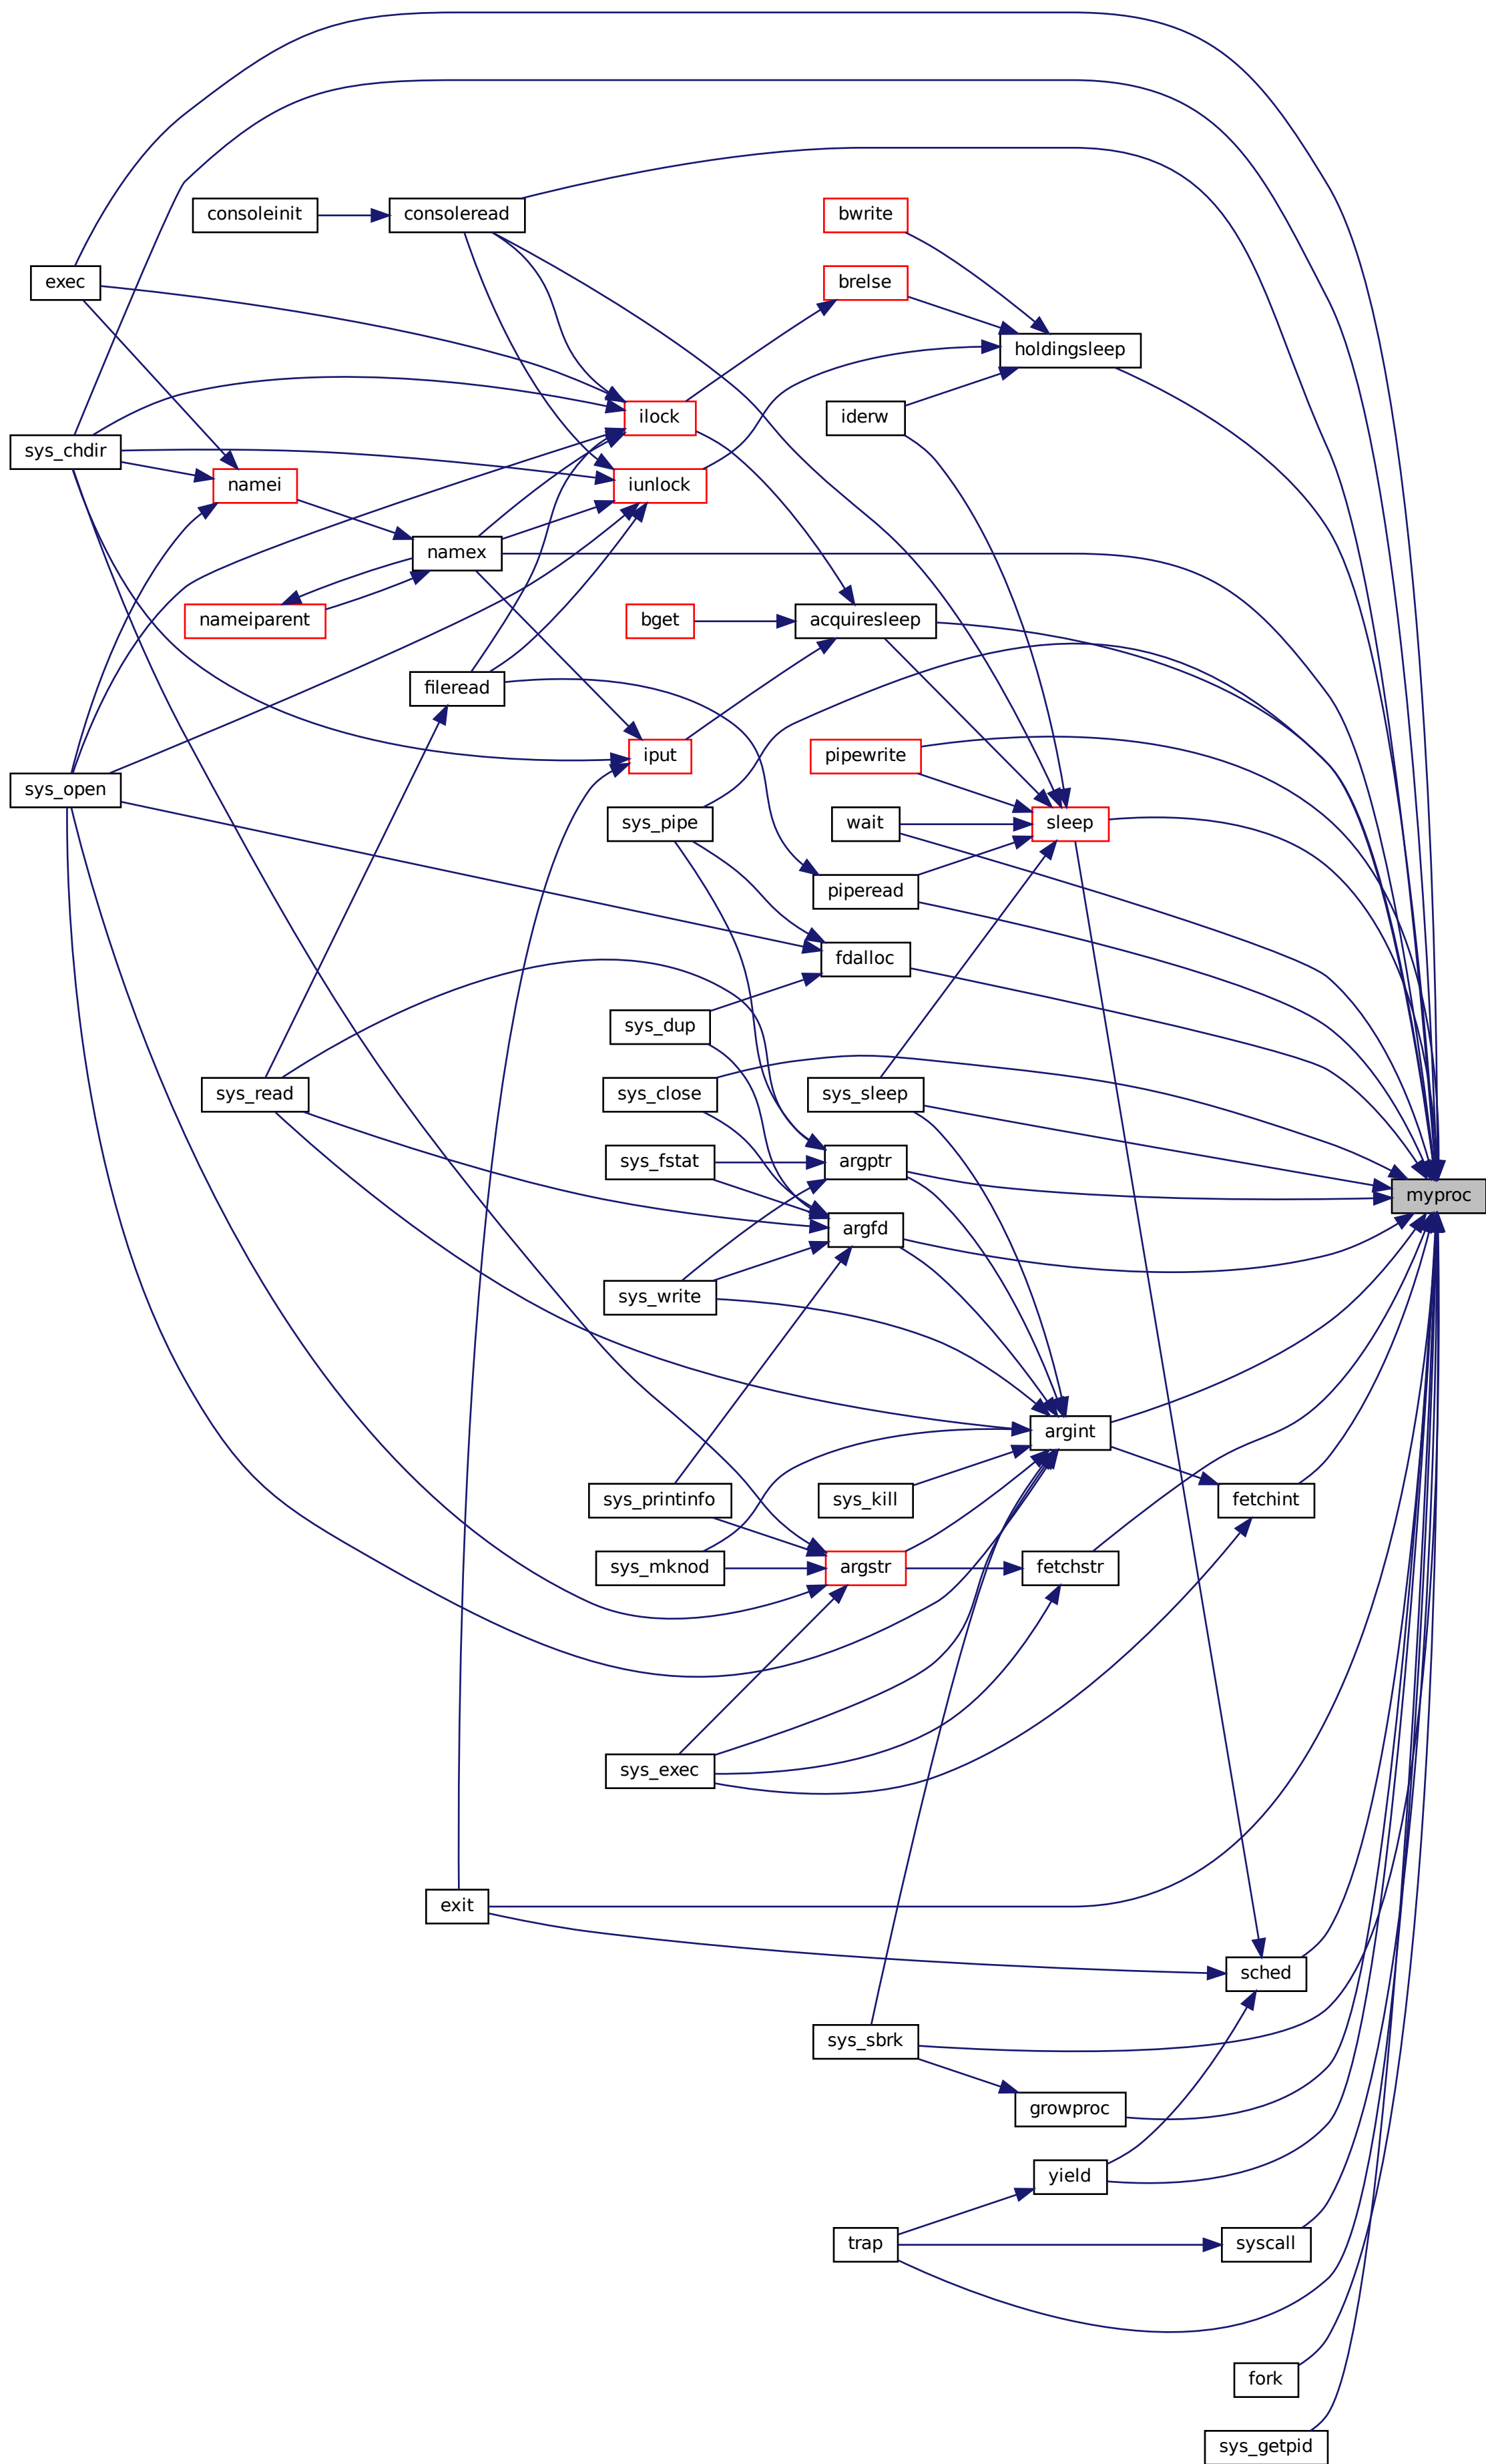 consoleinit
consoleread
bwrite
exec
brelse
holdingsleep
ilock
iderw
sys_chdir
namei
iunlock
namex
nameiparent
bget
acquiresleep
fileread
iput
pipewrite
sys_open
sys_pipe
wait
sleep
piperead
fdalloc
sys_dup
sys_read
sys_close
sys_sleep
sys_fstat
argptr
myproc
argfd
sys_write
argint
sys_printinfo
sys_kill
fetchint
sys_mknod
argstr
fetchstr
sys_exec
exit
sched
sys_sbrk
growproc
yield
trap
syscall
fork
sys_getpid